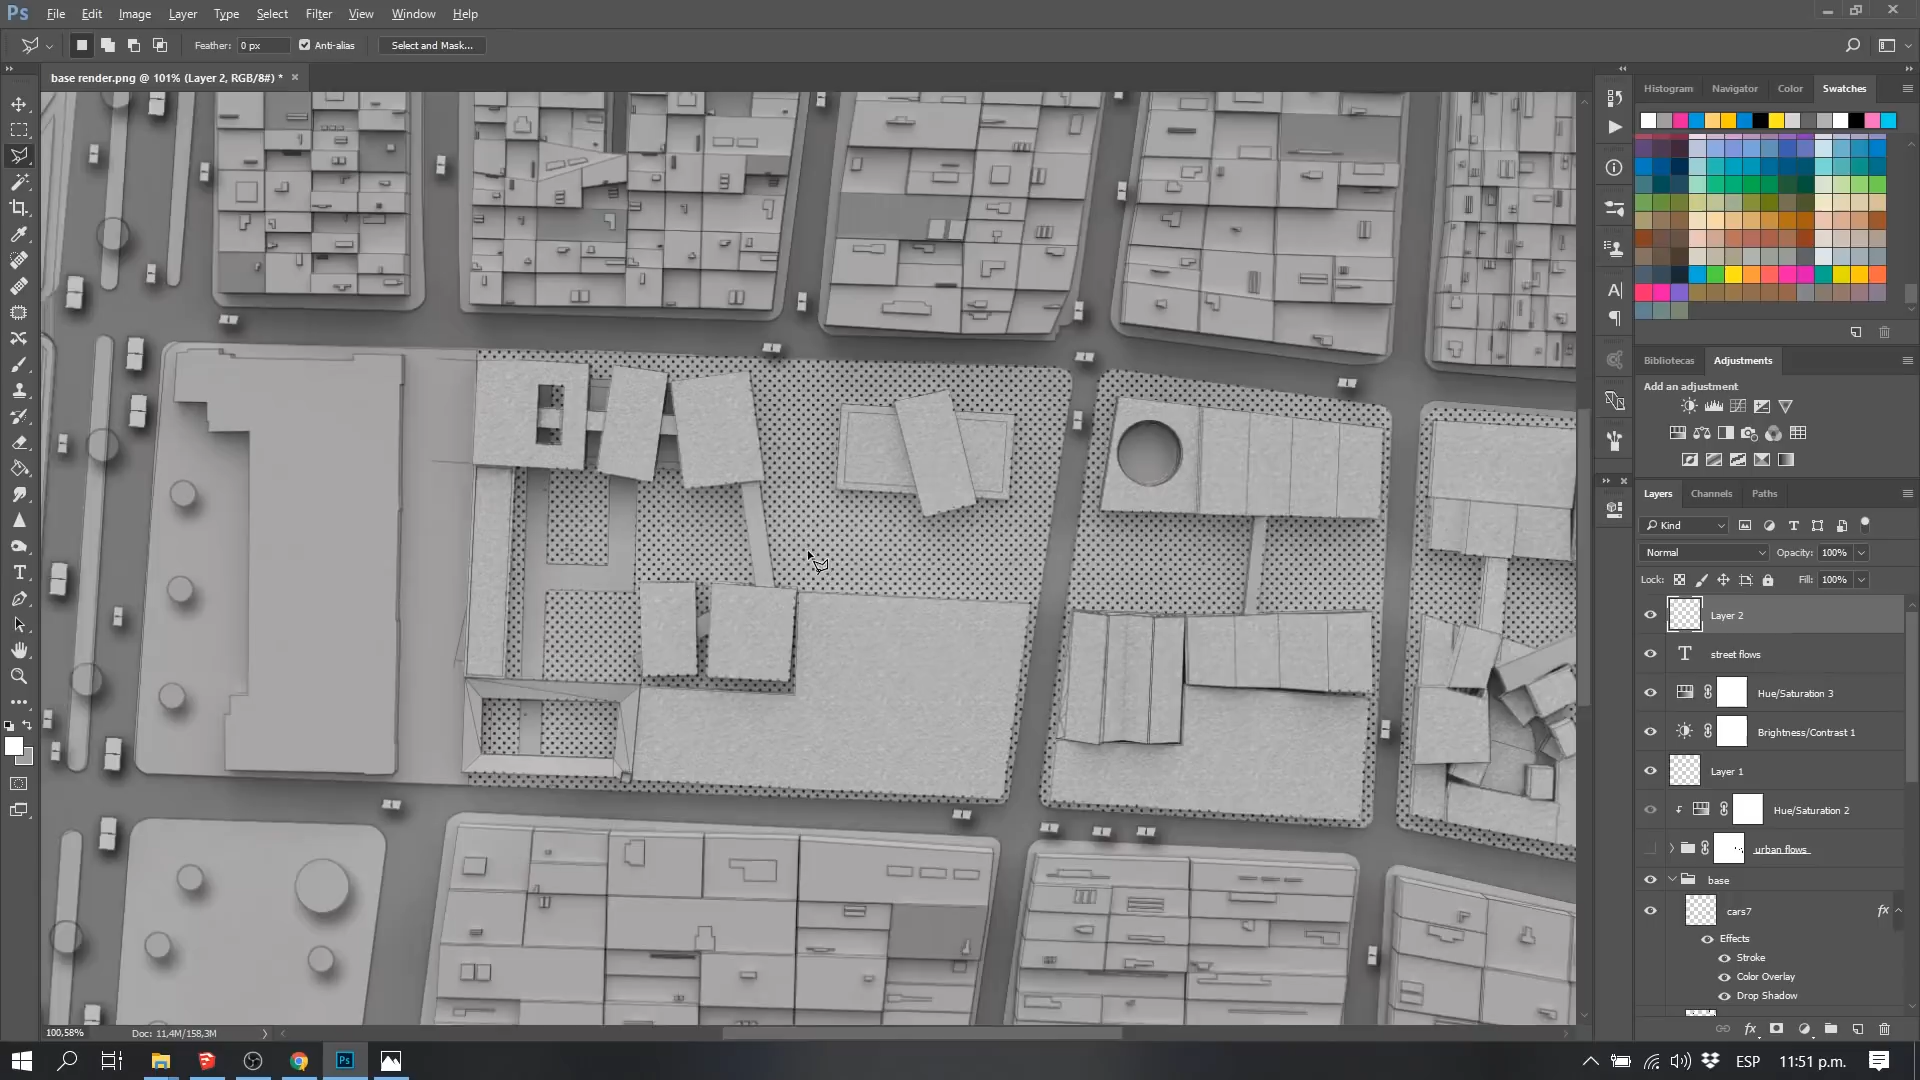 Ps File Edit Image Layer Type Select Filter View Window Help
Feather: 0 px Anti-alias Select and Mask...
base render.png @ 101% (Layer 2, RGB/8#) * ×
Histogram Navigator Color Swatches
Bibliotecas Adjustments
Add an adjustment
Layers Channels Paths
Kind
Normal Opacity: 100%
Lock: Fill: 100%
Layer 2
T street flows
Hue/Saturation 3
Brightness/Contrast 1
Layer 1
Hue/Saturation 2
urban flows
base
cars7 fx
Effects
Stroke
Color Overlay
Drop Shadow
100,58% Doc: 11,4M/158,3M
Ps ESP 11:51 p.m.